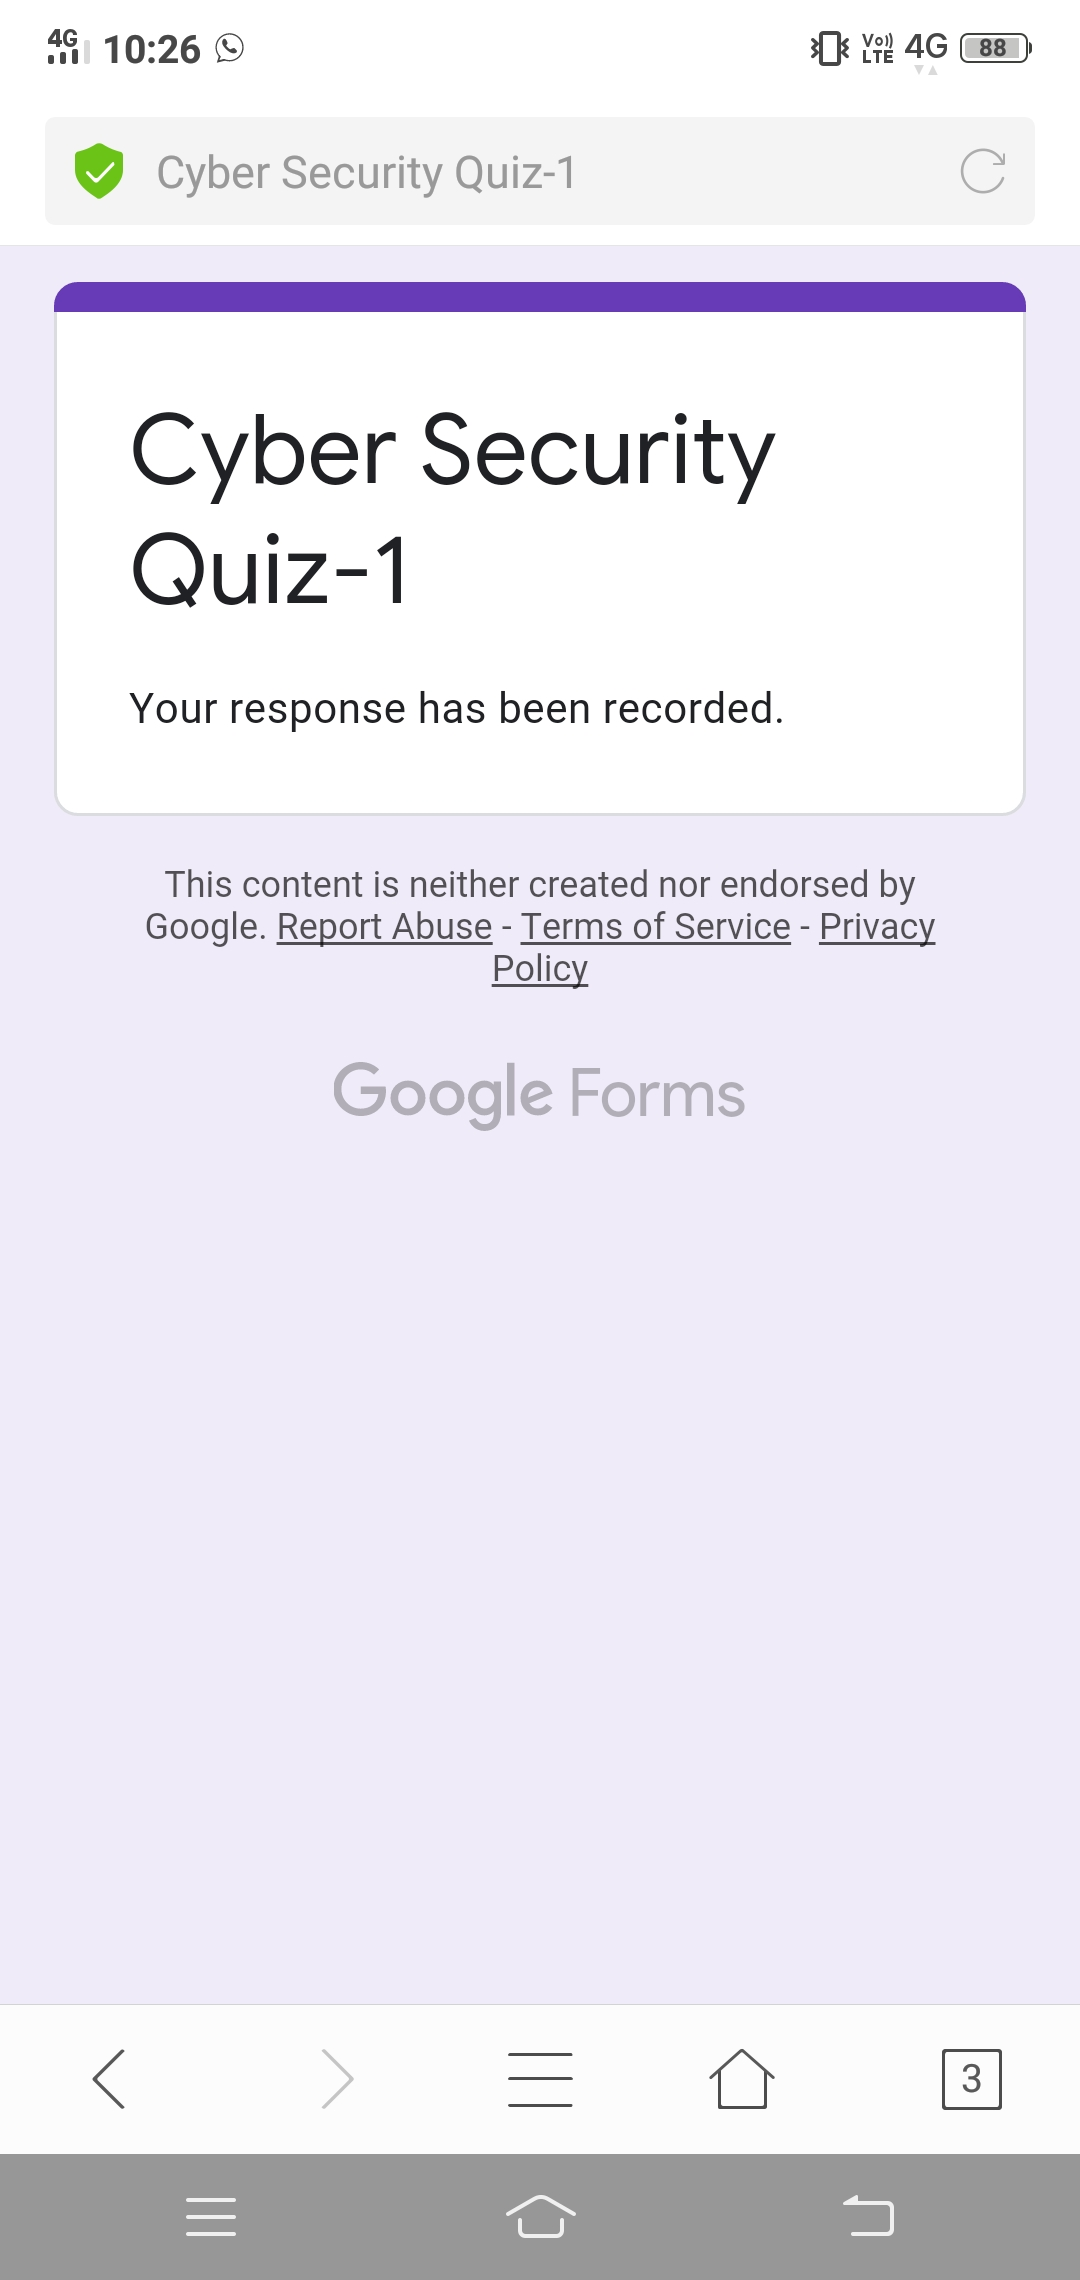 4G 10:26 Vo)) LTE 4G 88
Cyber Security Quiz-1
Cyber Security
Quiz-1
Your response has been recorded.
This content is neither created nor endorsed by
Google. Report Abuse - Terms of Service - Privacy
Policy
Google Forms
3